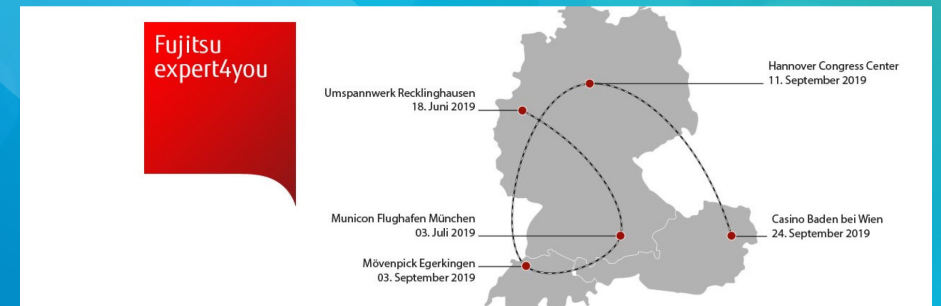 Fujitsu
expert4you
Hannover Congress Center
11. September 2019
Umspannwerk Recklinghausen
18. Juni 2019
Municon Flughafen München
03. Juli 2019
Casino Baden bei Wien
24. September 2019
Mövenpick Egerkingen
03. September 2019